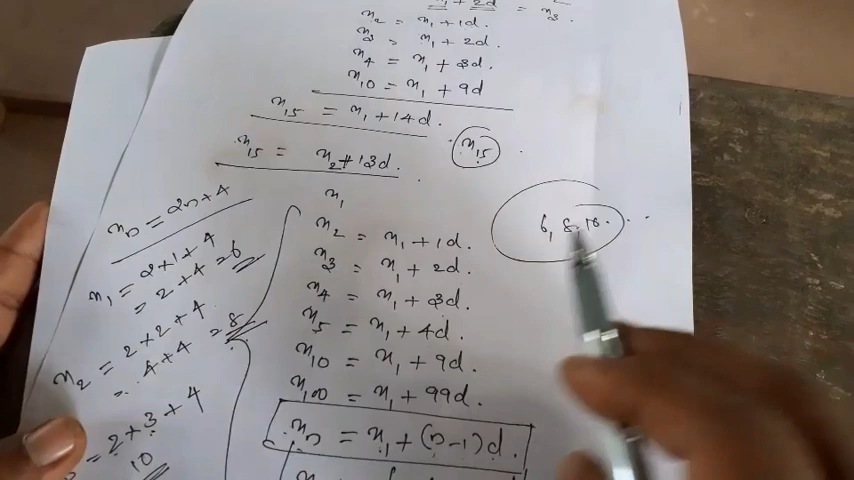 x₁ + 2d = x₃.
x₂ = x₁ + 1d.
x₃ = x₁ + 2d.
x₄ = x₁ + 3d.
x₁₀ = x₁ + 9d
x₁₅ = x₁ + 14d.
x₁₅
x₁₅ = x₂ + 13d.
x₁
x₂ = x₁ + 1d.
x₃ = x₁ + 2d.
x₄ = x₁ + 3d.
x₅ = x₁ + 4d.
x₁₀ = x₁ + 9d.
x₁₀₀ = x₁ + 99d.
xₙ = x₁ + (n-1)d.
6, 8, 10. . .
xₙ = 2n+4
x₁ = 2×1+4
= 2+4 = 6
x₂ = 2×2+4
= 4+4 = 8
= 2×3+4
10